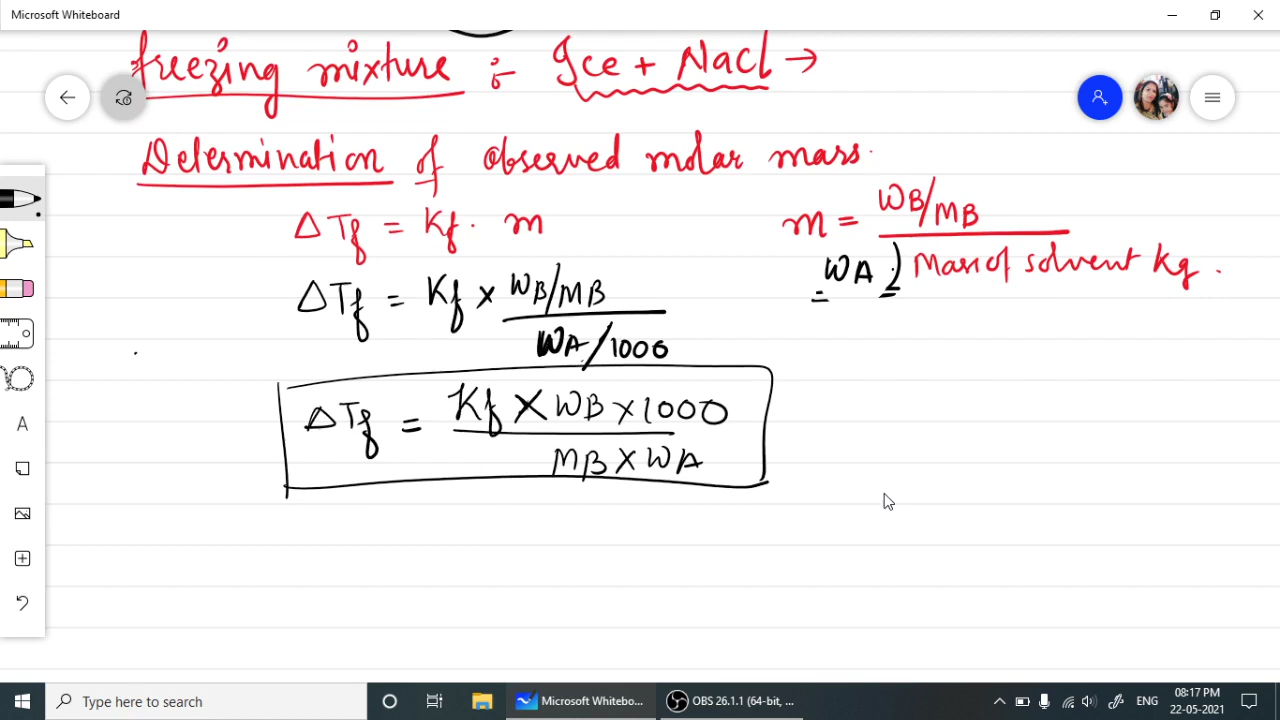 Microsoft Whiteboard
freezing mixture :- Ice + Nacl →
Determination of observed molar mass.
Δ Tf = Kf . m
m = WB/MB
WA ) Mass of solvent kg .
=
ΔTf = Kf × WB/MB
WA/1000
ΔTf = Kf × WB × 1000
MB × WA
A
Type here to search
Microsoft Whitebo...
OBS 26.1.1 (64-bit, ...
ENG
08:17 PM
22-05-2021